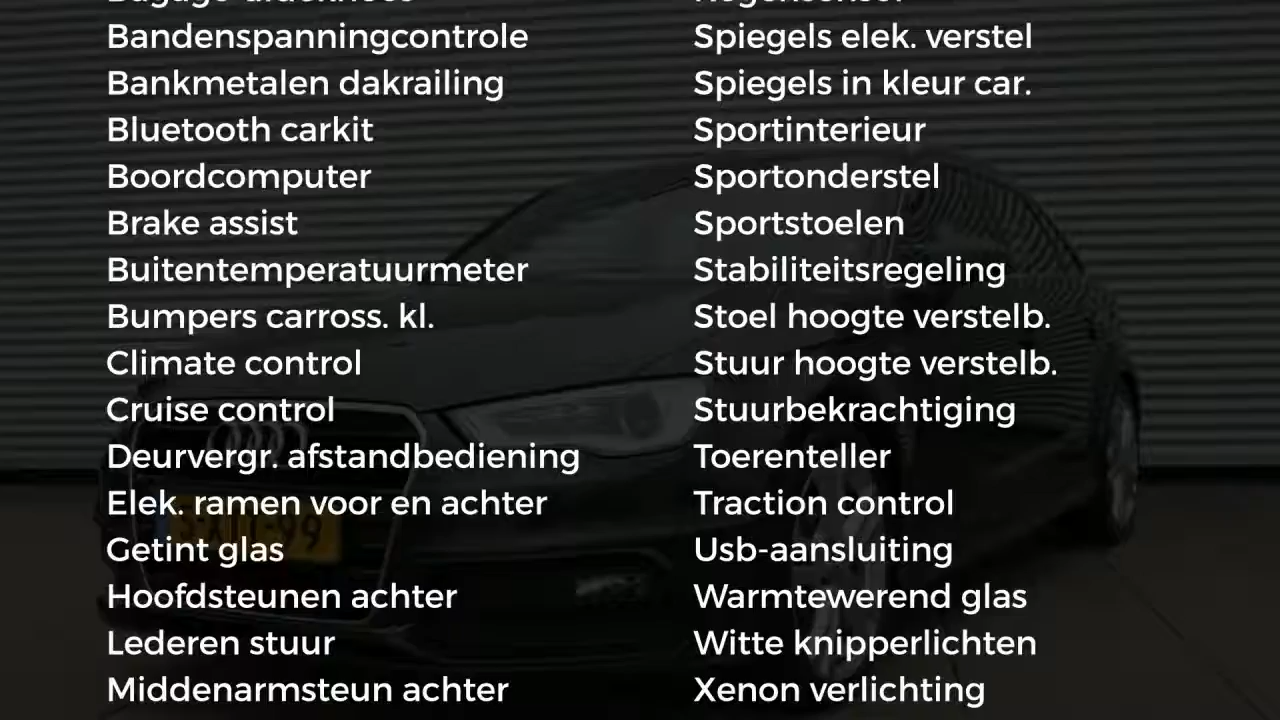 Bandenspanningcontrole
Bankmetalen dakrailing
Bluetooth carkit
Boordcomputer
Brake assist
Buitentemperatuurmeter
Bumpers carross. kl.
Climate control
Cruise control
Deurvergr. afstandbediening
Elek. ramen voor en achter
Getint glas
Hoofdsteunen achter
Lederen stuur
Middenarmsteun achter
Spiegels elek. verstel
Spiegels in kleur car.
Sportinterieur
Sportonderstel
Sportstoelen
Stabiliteitsregeling
Stoel hoogte verstelb.
Stuur hoogte verstelb.
Stuurbekrachtiging
Toerenteller
Traction control
Usb-aansluiting
Warmtewerend glas
Witte knipperlichten
Xenon verlichting